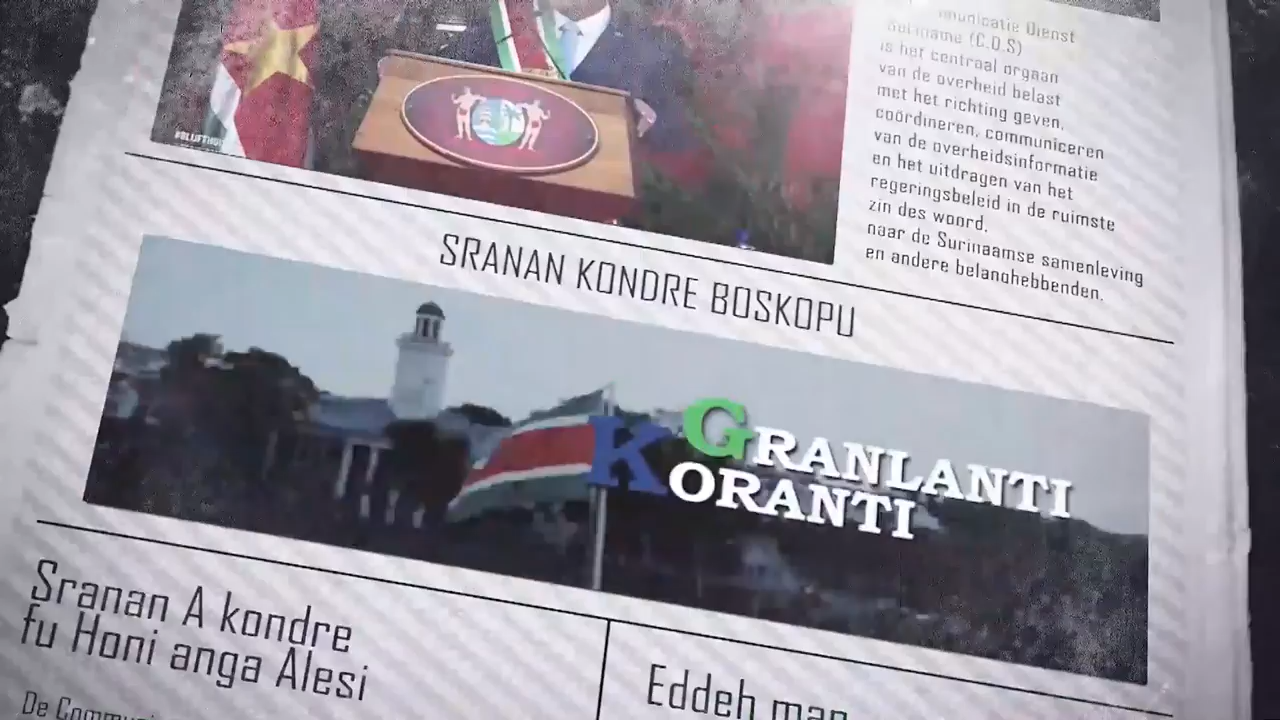 Dienst
Suriname (C.D.S)
is het centraal orgaan
van de overheid belast
met het richting geven,
coördineren, communiceren
van de overheidsinformatie
en het uitdragen van het
regeringsbeleid in de ruimste
zin des woord.
naar de Surinaamse samenleving
en andere belanghebbenden.
SRANAN KONDRE BOSKOPU
GRANLANTI
KORANTI
Sranan A kondre
fu Honi anga Alesi
De
Eddeh man